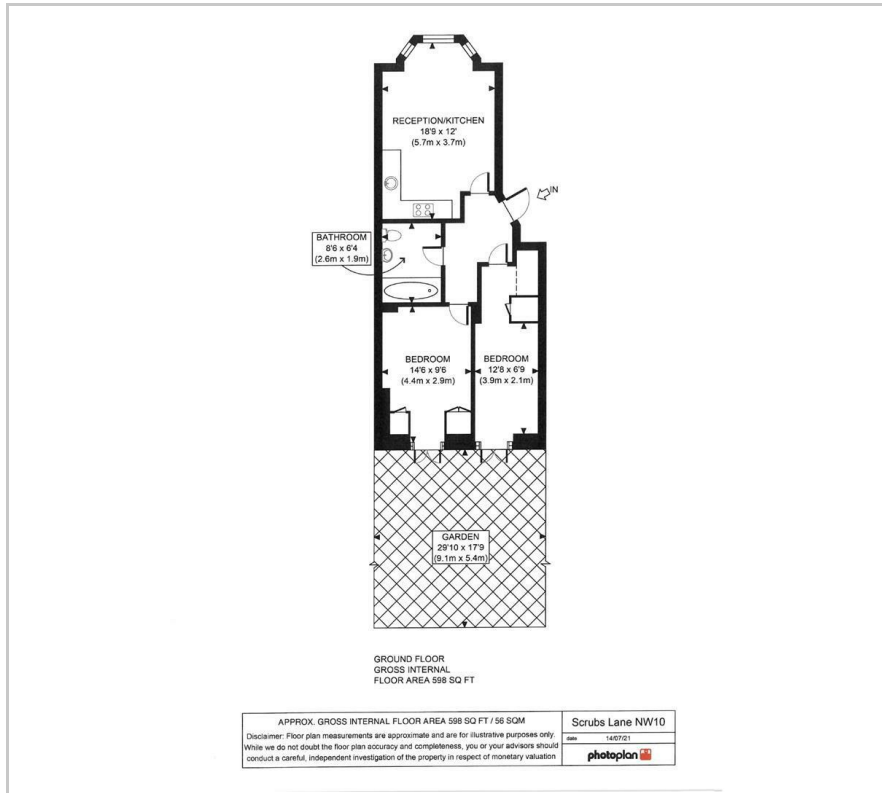 RECEPTION/KITCHEN
18'9 x 12'
(5.7m x 3.7m)
IN
BATHROOM
8'6 x 6'4
(2.6m x 1.9m)
BEDROOM
14'6 x 9'6
(4.4m x 2.9m)
BEDROOM
12'8 x 6'9
(3.9m x 2.1m)
GARDEN
29'10 x 17'9
(9.1m x 5.4m)
GROUND FLOOR
GROSS INTERNAL
FLOOR AREA 598 SQ FT
APPROX. GROSS INTERNAL FLOOR AREA 598 SQ FT / 56 SQM
Disclaimer: Floor plan measurements are approximate and are for illustrative purposes only.
While we do not doubt the floor plan accuracy and completeness, you or your advisors should
conduct a careful, independent investigation of the property in respect of monetary valuation
Scrubs Lane NW10
date 14/07/21
photoplan